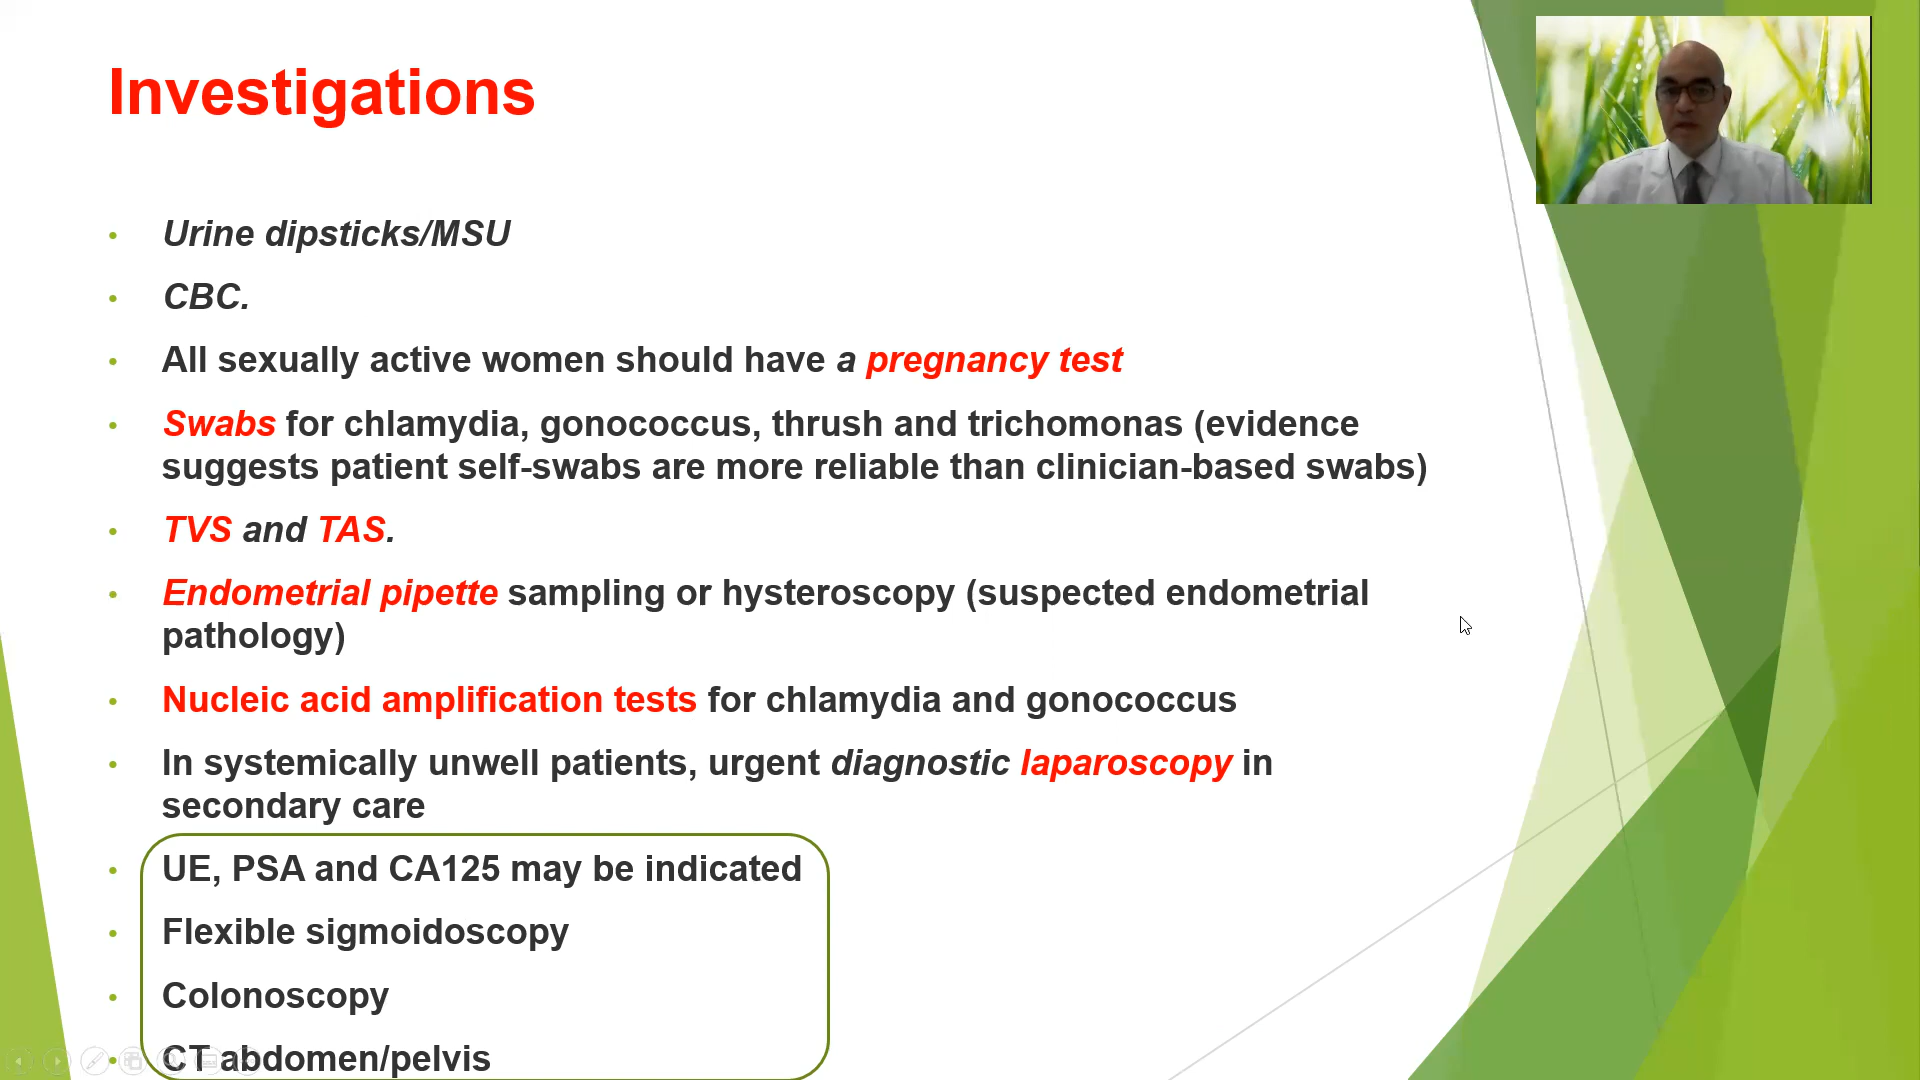 Investigations
• Urine dipsticks/MSU
• CBC.
• All sexually active women should have a pregnancy test
• Swabs for chlamydia, gonococcus, thrush and trichomonas (evidence
suggests patient self-swabs are more reliable than clinician-based swabs)
• TVS and TAS.
• Endometrial pipette sampling or hysteroscopy (suspected endometrial
pathology)
• Nucleic acid amplification tests for chlamydia and gonococcus
• In systemically unwell patients, urgent diagnostic laparoscopy in
secondary care
• UE, PSA and CA125 may be indicated
• Flexible sigmoidoscopy
• Colonoscopy
• CT abdomen/pelvis